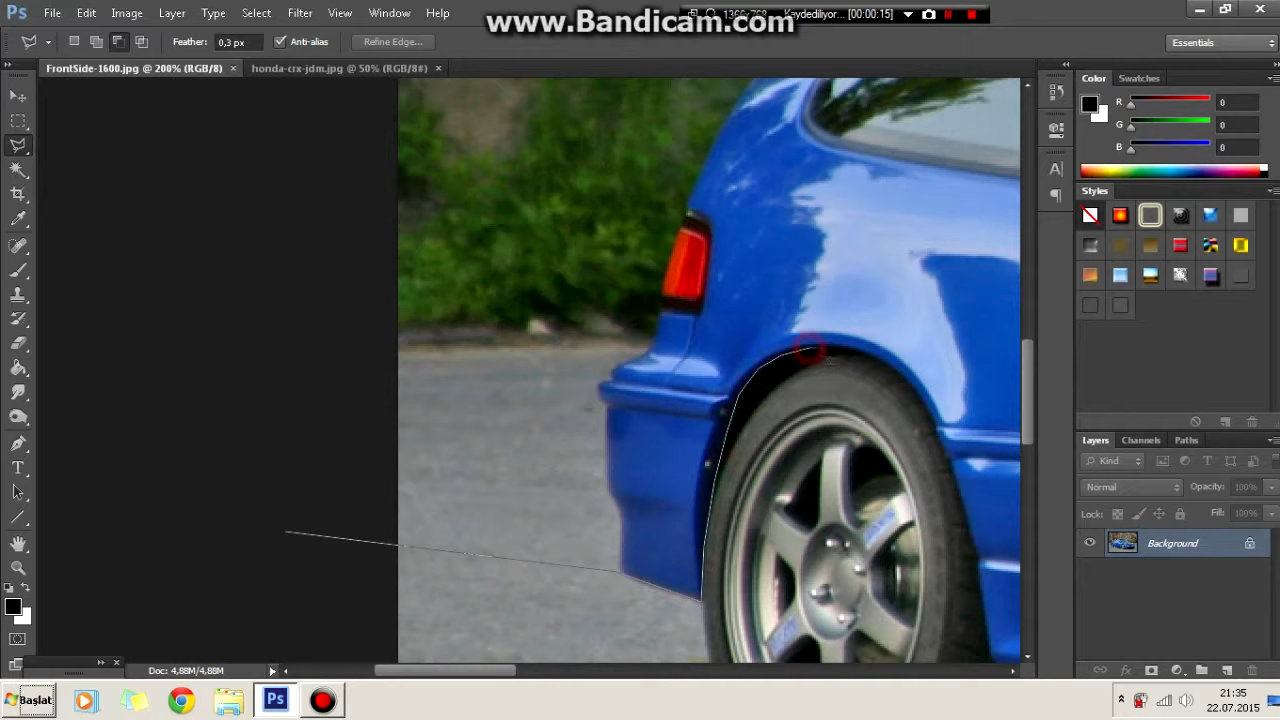 www.Bandicam.com
1366x768 Kaydediliyor... [00:00:15]
Ps File Edit Image Layer Type Select Filter View Window Help
Feather: 0,3 px Anti-alias Refine Edge... Essentials
FrontSide-1600.jpg @ 200% (RGB/8) × honda-crx-jdm.jpg @ 50% (RGB/8#) ×
Color Swatches
R 0
G 0
B 0
Styles
Layers Channels Paths
Kind
Normal Opacity: 100%
Lock: Fill: 100%
Background
Doc: 4,88M/4,88M
Başlat Ps
21:35
22.07.2015